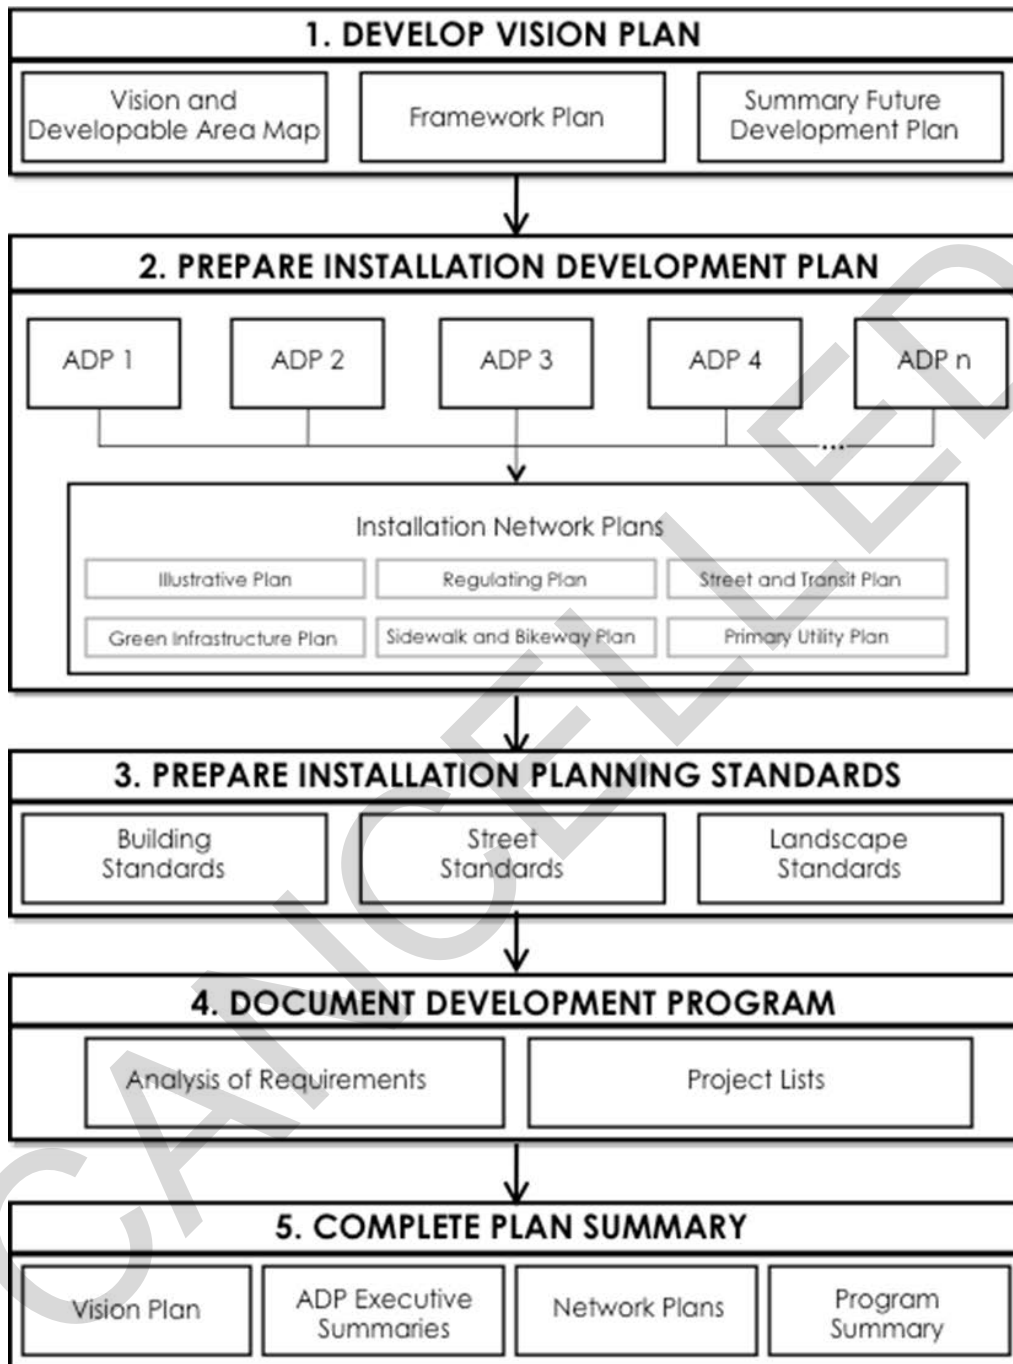 1. DEVELOP VISION PLAN
Vision and
Developable Area Map
Framework Plan
Summary Future
Development Plan
2. PREPARE INSTALLATION DEVELOPMENT PLAN
ADP 1
ADP 2
ADP 3
ADP 4
ADP n
...
Installation Network Plans
Illustrative Plan
Regulating Plan
Street and Transit Plan
Green Infrastructure Plan
Sidewalk and Bikeway Plan
Primary Utility Plan
3. PREPARE INSTALLATION PLANNING STANDARDS
Building
Standards
Street
Standards
Landscape
Standards
4. DOCUMENT DEVELOPMENT PROGRAM
Analysis of Requirements
Project Lists
5. COMPLETE PLAN SUMMARY
Vision Plan
ADP Executive
Summaries
Network Plans
Program
Summary
CANCELLED